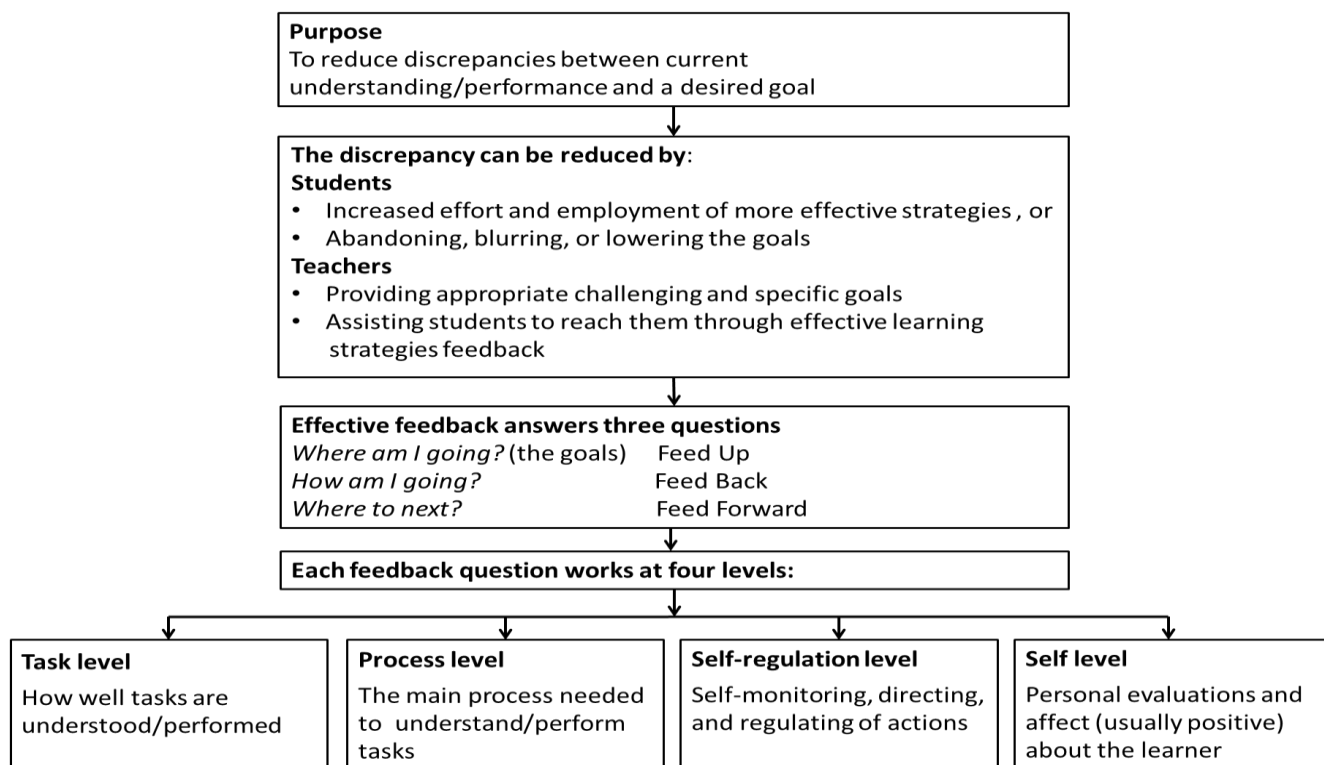 Purpose
To reduce discrepancies between current
understanding/performance and a desired goal
The discrepancy can be reduced by:
Students
• Increased effort and employment of more effective strategies , or
• Abandoning, blurring, or lowering the goals
Teachers
• Providing appropriate challenging and specific goals
• Assisting students to reach them through effective learning
strategies feedback
Effective feedback answers three questions
Where am I going? (the goals) Feed Up
How am I going? Feed Back
Where to next? Feed Forward
Each feedback question works at four levels:
Task level
How well tasks are
understood/performed
Process level
The main process needed
to understand/perform
tasks
Self-regulation level
Self-monitoring, directing,
and regulating of actions
Self level
Personal evaluations and
affect (usually positive)
about the learner